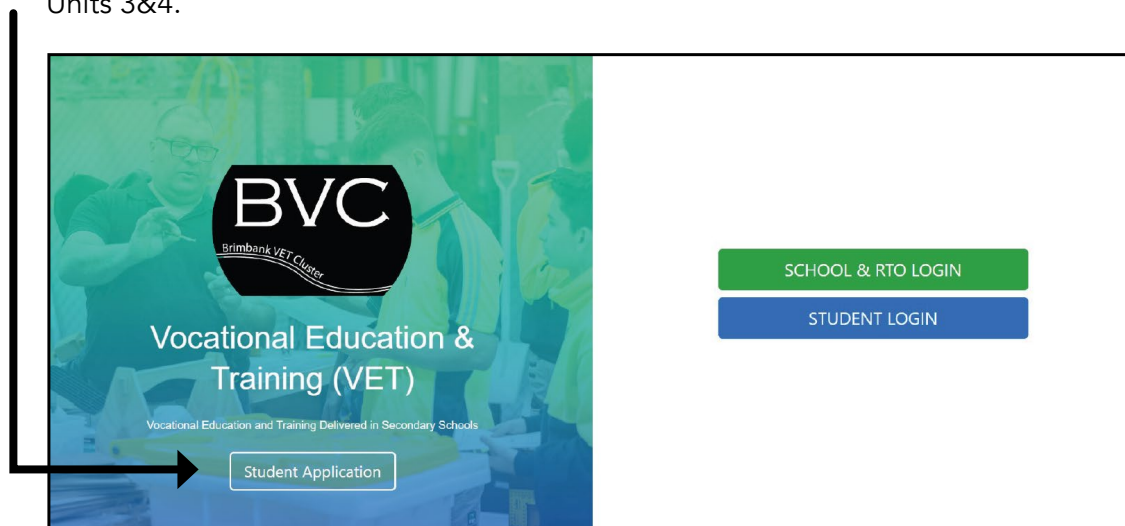 Units 3&4.
BVC
Brimbank VET Cluster
Vocational Education &
Training (VET)
Vocational Education and Training Delivered in Secondary Schools
Student Application
SCHOOL & RTO LOGIN
STUDENT LOGIN